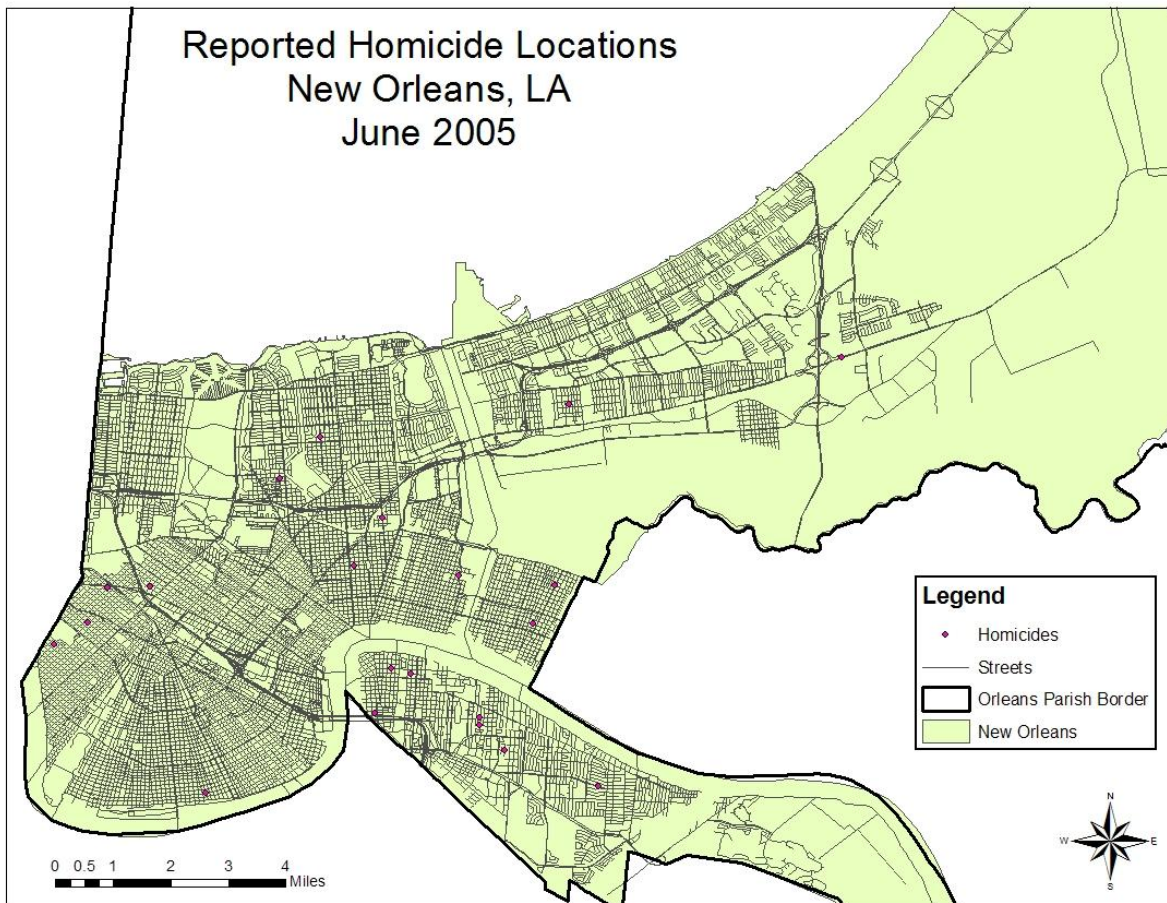 Reported Homicide Locations
New Orleans, LA
June 2005
Legend
Homicides
Streets
Orleans Parish Border
New Orleans
0 0.5 1 2 3 4
Miles
N
W E
S